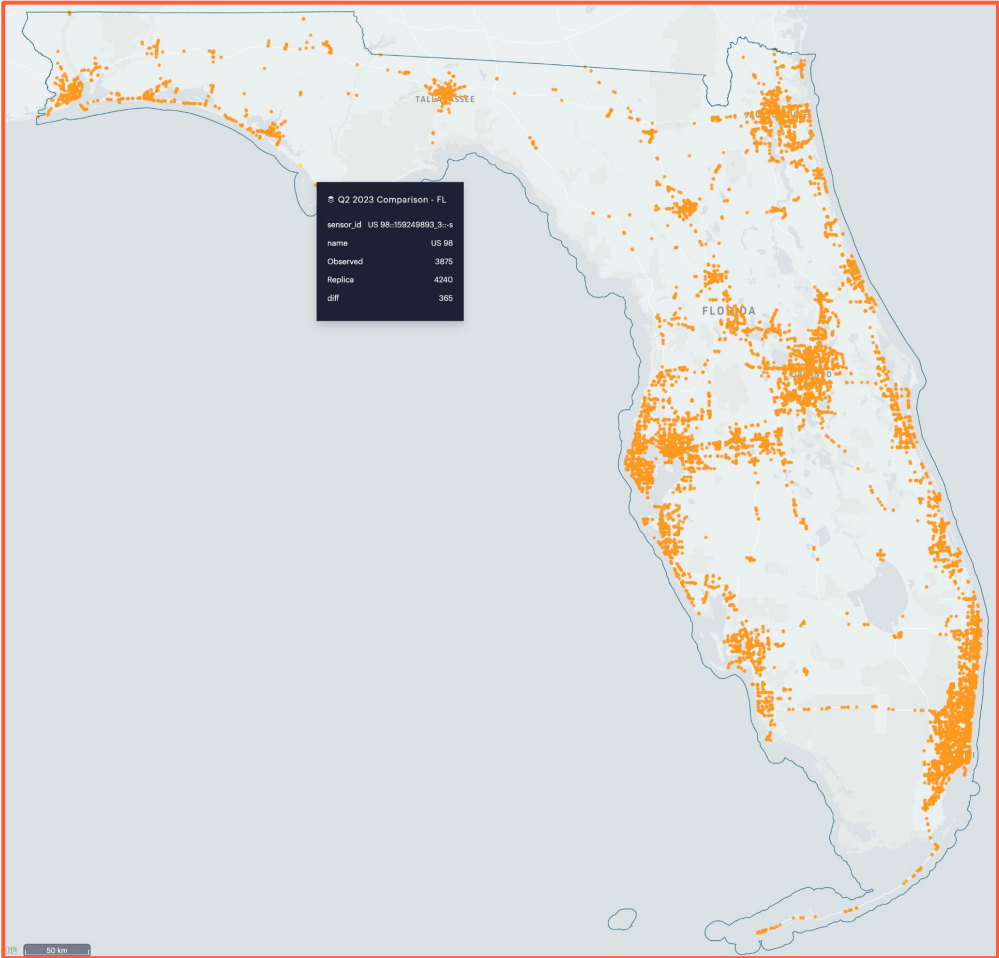 TALLAHASSEE
Q2 2023 Comparison - FL
sensor_id US 98::159249893_3::-s
name US 98
Observed 3875
Replica 4240
diff 365
FLORIDA
50 km